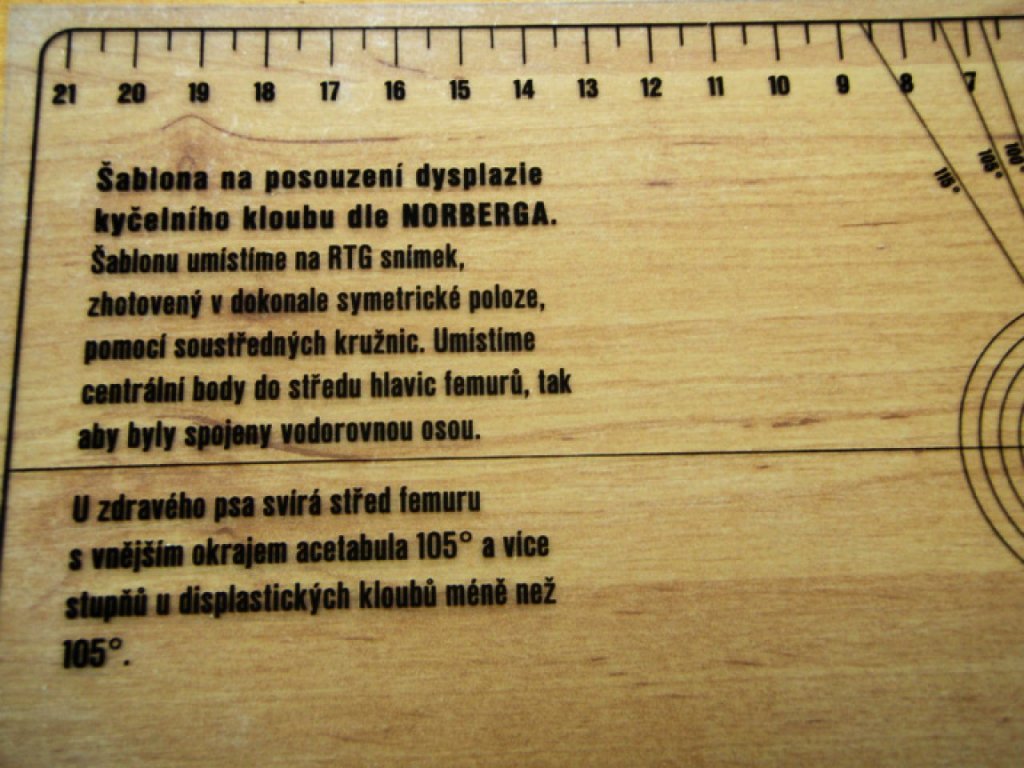 21 20 19 18 17 16 15 14 13 12 11 10 9 8 7
115° 105° 100°
Šablona na posouzení dysplazie
kyčelního kloubu dle NORBERGA.
Šablonu umístíme na RTG snímek,
zhotovený v dokonale symetrické poloze,
pomocí soustředných kružnic. Umístíme
centrální body do středu hlavic femurů, tak
aby byly spojeny vodorovnou osou.
U zdravého psa svírá střed femuru
s vnějším okrajem acetabula 105° a více
stupňů u displastických kloubů méně než
105°.